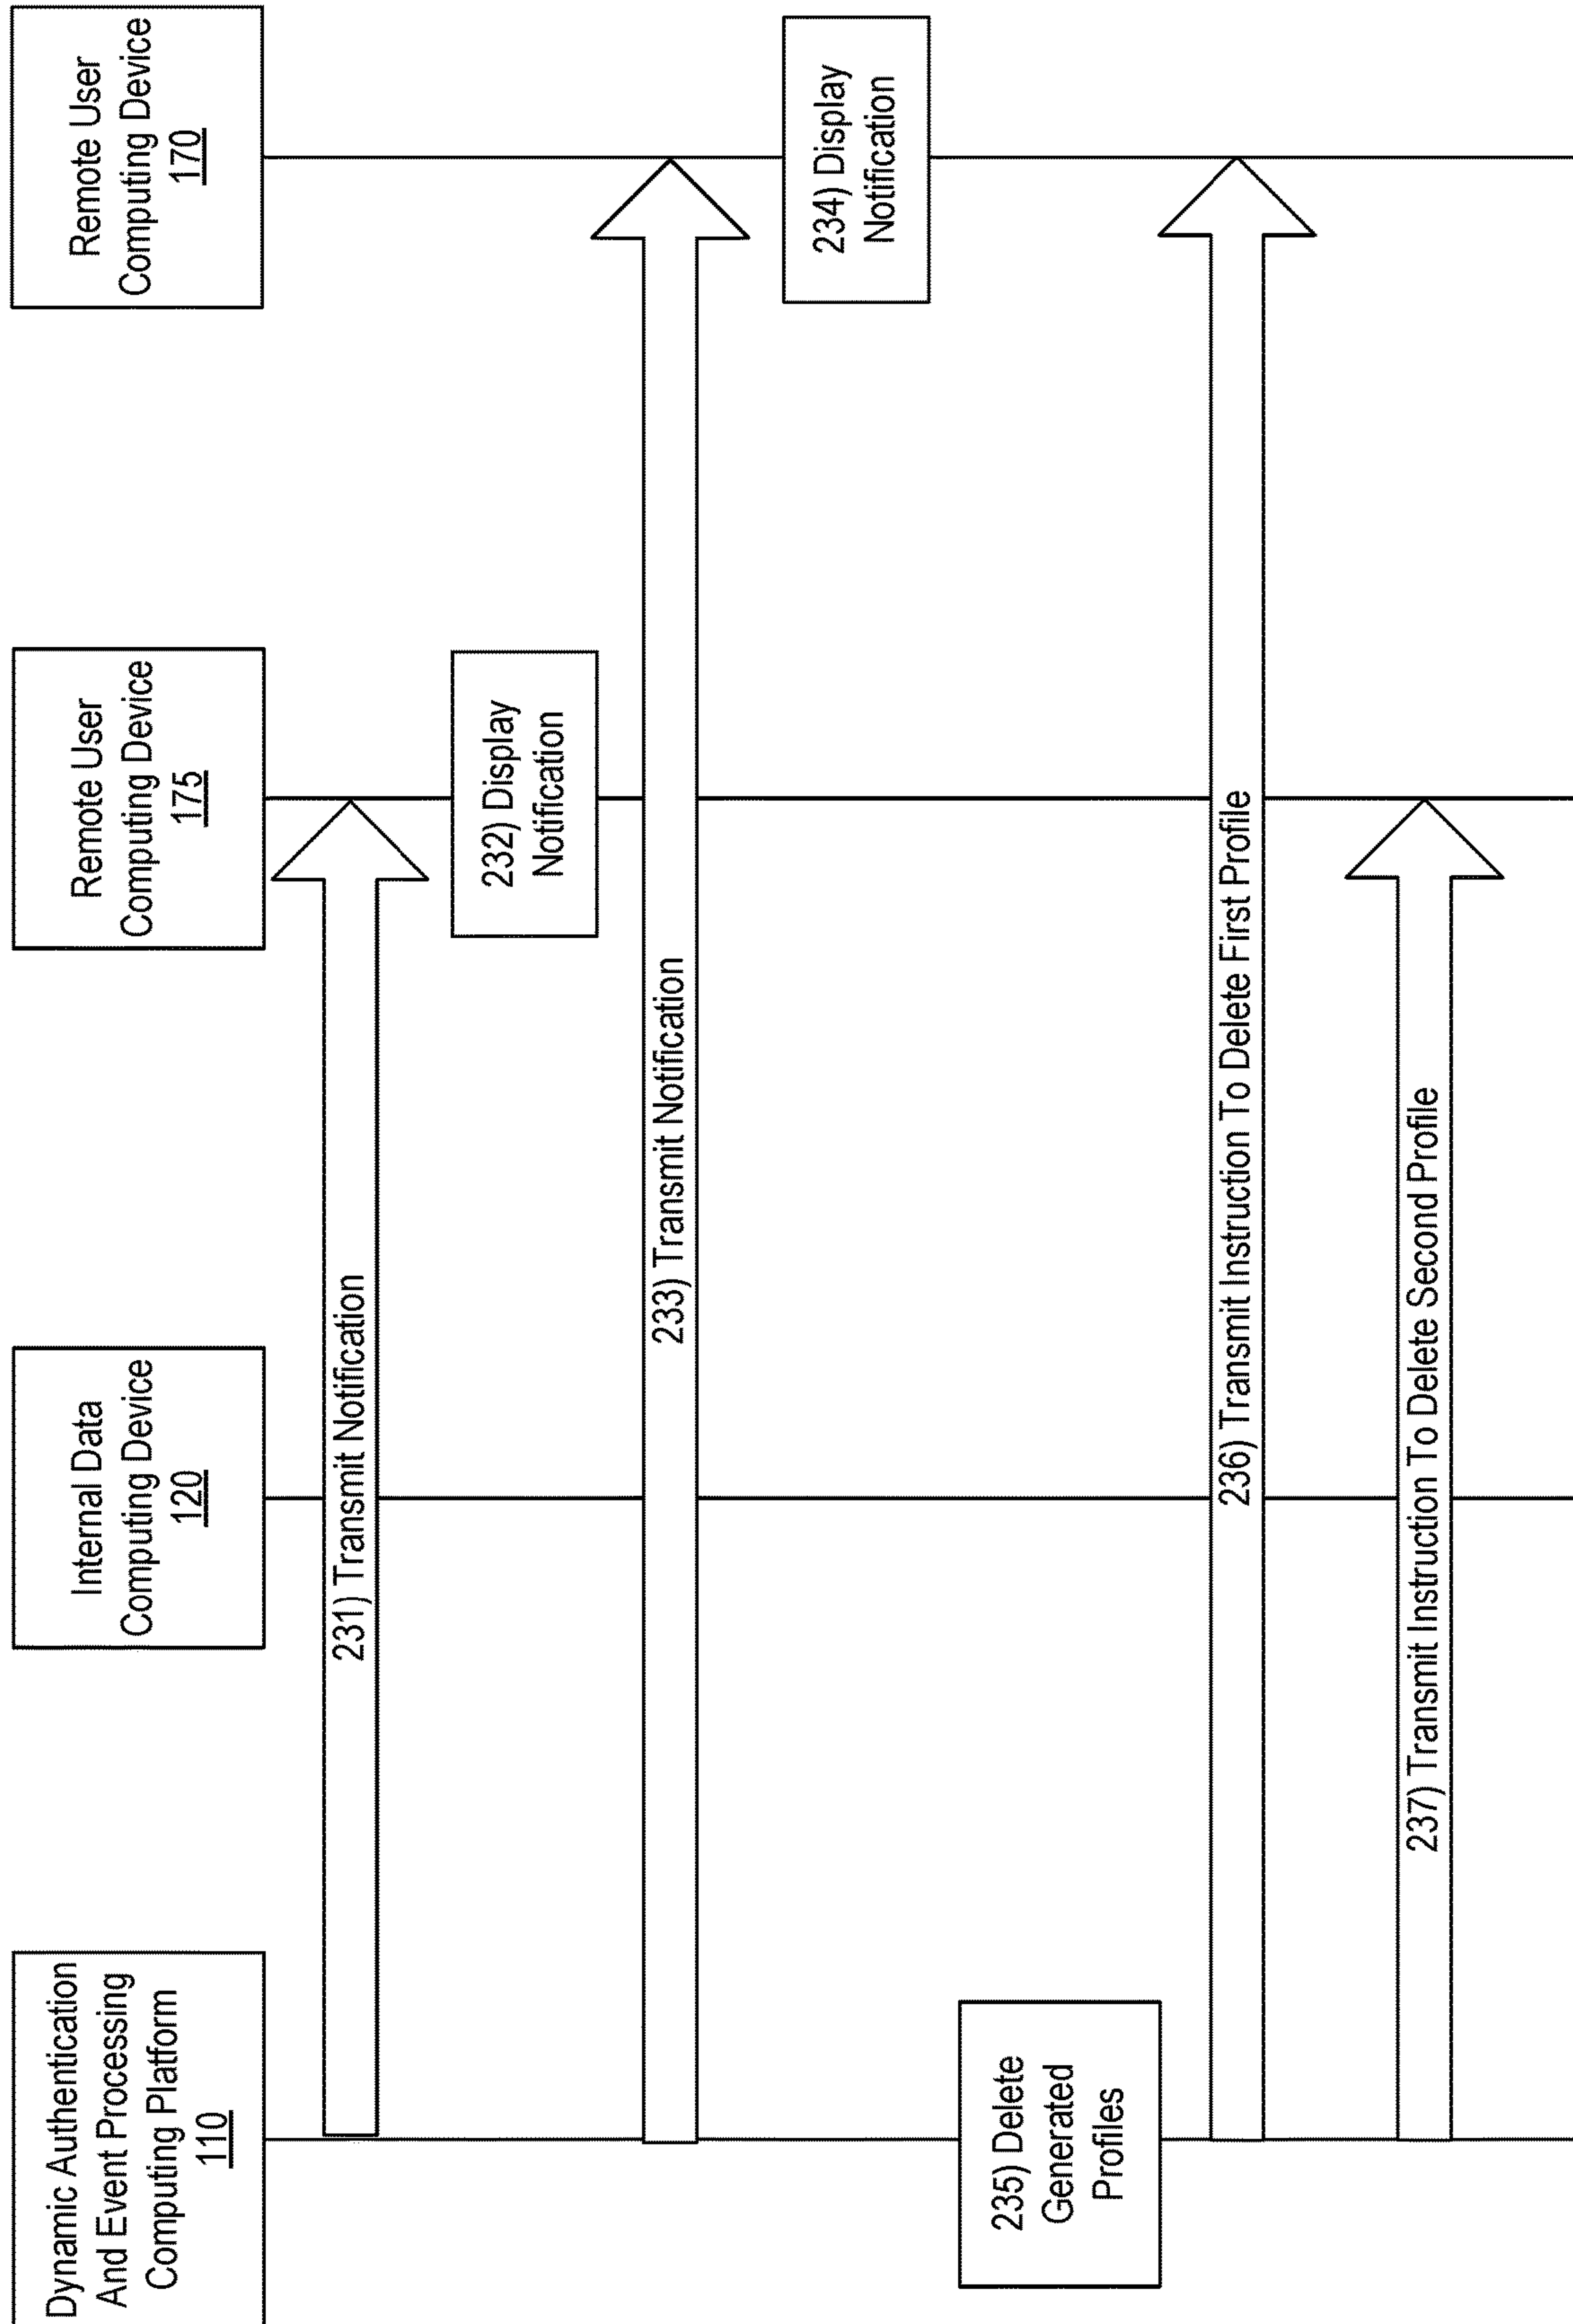 Dynamic Authentication
And Event Processing
Computing Platform
110
Internal Data
Computing Device
120
Remote User
Computing Device
175
Remote User
Computing Device
170
231) Transmit Notification
232) Display
Notification
233) Transmit Notification
234) Display
Notification
235) Delete
Generated
Profiles
236) Transmit Instruction To Delete First Profile
237) Transmit Instruction To Delete Second Profile